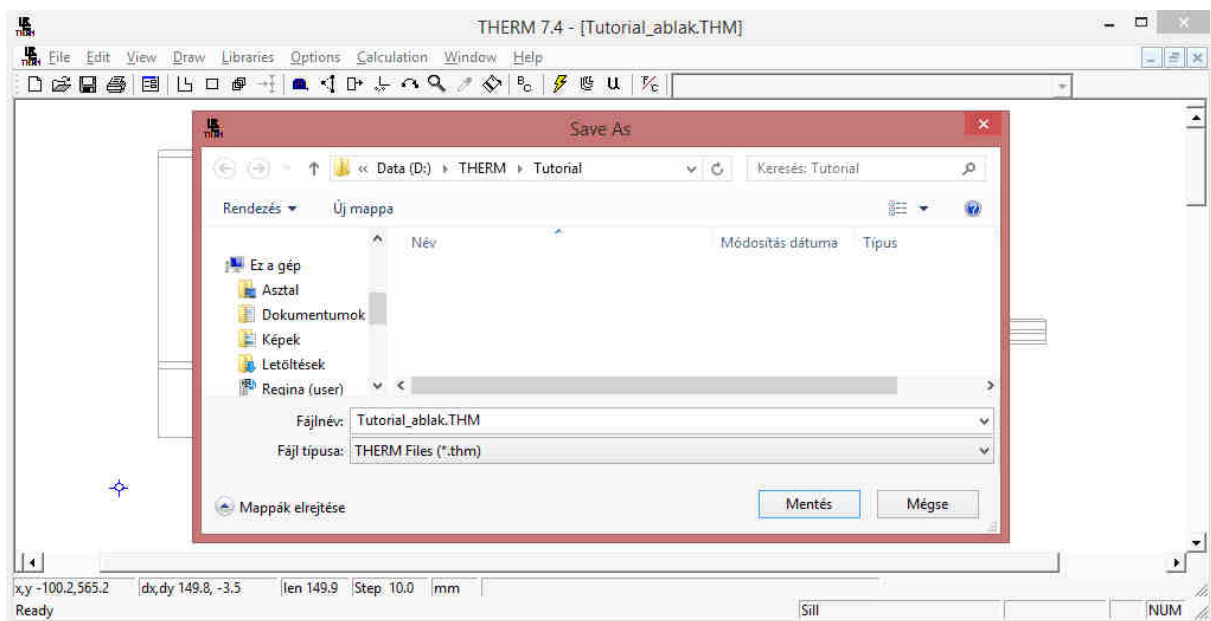 THERM 7.4 - [Tutorial_ablak.THM]
File Edit View Draw Libraries Options Calculation Window Help
Save As
« Data (D:) THERM Tutorial
Keresés: Tutorial
Rendezés Új mappa
Név Módosítás dátuma Típus
Ez a gép
Asztal
Dokumentumok
Képek
Letöltések
Regina (user)
Fájlnév: Tutorial_ablak.THM
Fájl típusa: THERM Files (*.thm)
Mappák elrejtése
Mentés Mégse
x,y -100.2,565.2 dx,dy 149.8, -3.5 len 149.9 Step 10.0 mm
Ready Sill NUM